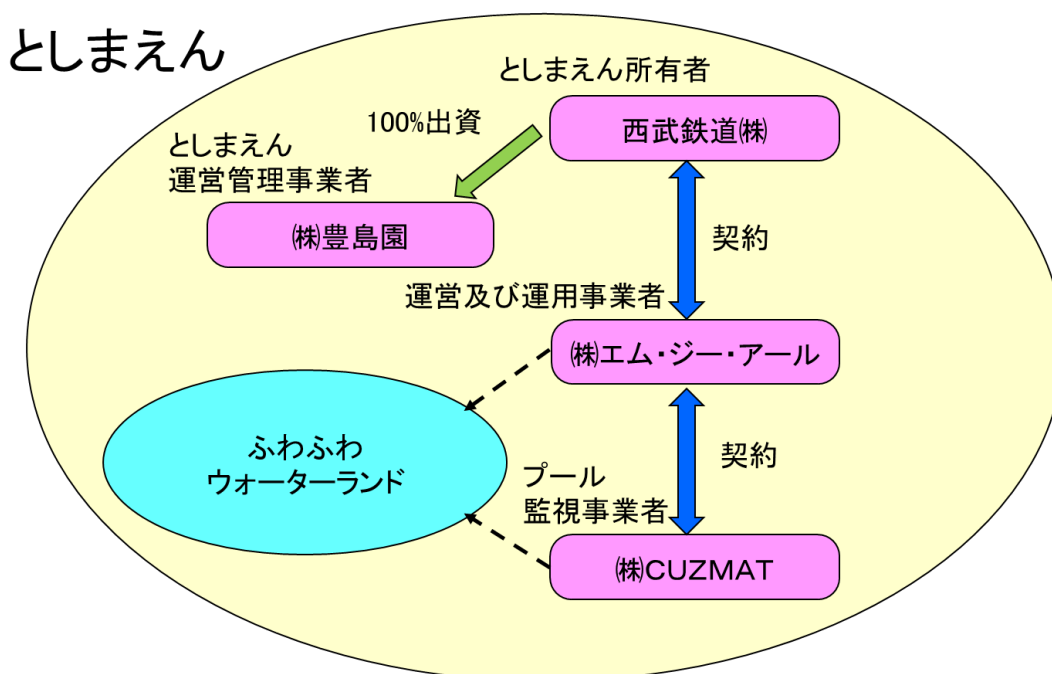 としまえん
としまえん所有者
西武鉄道㈱
100%出資
としまえん
運営管理事業者
㈱豊島園
契約
運営及び運用事業者
㈱エム・ジー・アール
ふわふわ
ウォーターランド
契約
プール
監視事業者
㈱CUZMAT